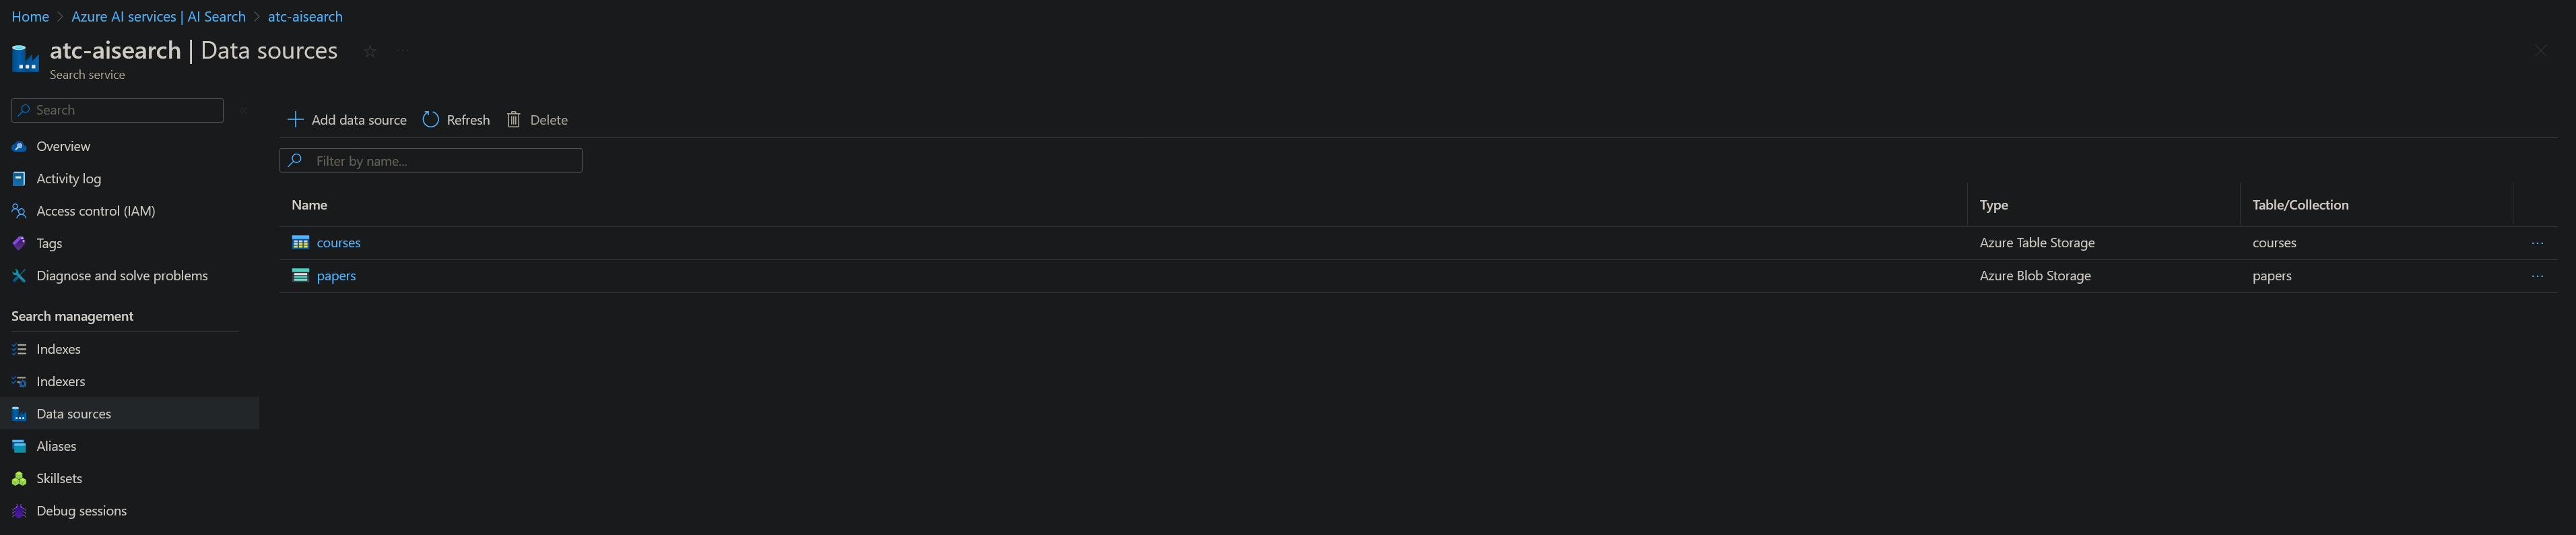 Home > Azure AI services | AI Search > atc-aisearch
atc-aisearch | Data sources
Search service
Search
Overview
Activity log
Access control (IAM)
Tags
Diagnose and solve problems
Search management
Indexes
Indexers
Data sources
Aliases
Skillsets
Debug sessions
Add data source Refresh Delete
Filter by name...
Name Type Table/Collection
courses Azure Table Storage courses
papers Azure Blob Storage papers